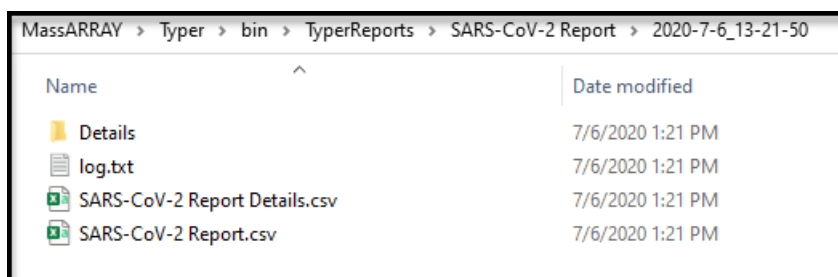 MassARRAY > Typer > bin > TyperReports > SARS-CoV-2 Report > 2020-7-6_13-21-50
Name Date modified
Details 7/6/2020 1:21 PM
log.txt 7/6/2020 1:21 PM
SARS-CoV-2 Report Details.csv 7/6/2020 1:21 PM
SARS-CoV-2 Report.csv 7/6/2020 1:21 PM